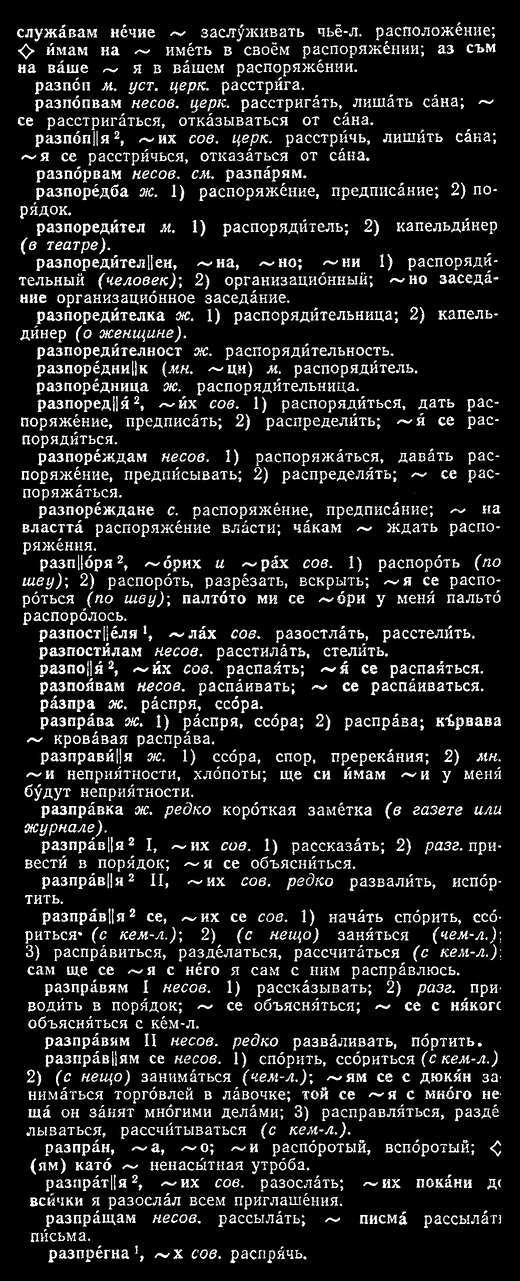 служа́вам не́чие ~ заслу́живать чьё-л. расположе́ние;
◇ и́мам на ~ име́ть в своём распоряже́нии; аз съм
на ва́ше ~ я в ва́шем распоряже́нии.
разпо́п м. уст. церк. расстри́га.
разпо́пвам несов. церк. расстрига́ть, лиша́ть са́на; ~
се расстрига́ться, отка́зываться от са́на.
разпо́п||я², ~их сов. церк. расстри́чь, лиши́ть са́на;
~я се расстри́чься, отказа́ться от са́на.
разпо́рвам несов. см. разпа́рям.
разпоре́дба ж. 1) распоряже́ние, предписа́ние; 2) по-
ря́док.
разпореди́тел м. 1) распоряди́тель; 2) капельди́нер
(в театре).
разпореди́тел||ен, ~на, ~но; ~ни 1) распоряди́-
тельный (человек); 2) организацио́нный; ~но заседа́-
ние организацио́нное заседа́ние.
разпореди́телка ж. 1) распоряди́тельница; 2) капель-
ди́нер (о женщине).
разпореди́телност ж. распоряди́тельность.
разпоре́дни||к (мн. ~ци) м. распоряди́тель.
разпоре́дница ж. распоряди́тельница.
разпоред||я́², ~и́х сов. 1) распоряди́ться, дать рас-
поряже́ние, предписа́ть; 2) распредели́ть; ~я́ се рас-
поряди́ться.
разпоре́ждам несов. 1) распоряжа́ться, дава́ть рас-
поряже́ние, предпи́сывать; 2) распределя́ть; ~ се рас-
поряжа́ться.
разпоре́ждане с. распоряже́ние, предписа́ние; ~ на
властта́ распоряже́ние вла́сти; ча́кам ~ ждать распо-
ряже́ния.
разп||о́ря², ~о́рих и ~ра́х сов. 1) распоро́ть (по
шву); 2) распоро́ть, разре́зать, вскрыть; ~я се распо-
ро́ться (по шву); палто́то ми се ~о́ри у меня́ пальто́
распоро́лось.
разпост||е́ля¹, ~ла́х сов. разостла́ть, расстели́ть.
разпости́лам несов. расстила́ть, стели́ть.
разпо||я́², ~и́х сов. распая́ть; ~я́ се распая́ться.
разпоя́вам несов. распа́ивать; ~ се распа́иваться.
ра́зпра ж. ра́спря, ссо́ра.
разпра́ва ж. 1) ра́спря, ссо́ра; 2) распра́ва; къ́рвава
~ крова́вая распра́ва.
разправи́||я ж. 1) ссо́ра, спор, пререка́ния; 2) мн.
~и неприя́тности, хло́поты; ще си и́мам ~и у меня́
бу́дут неприя́тности.
разпра́вка ж. редко коро́ткая заме́тка (в газете или
журнале).
разпра́в||я² I, ~их сов. 1) рассказа́ть; 2) разг. при-
вести́ в поря́док; ~я се объясни́ться.
разпра́в||я² II, ~их сов. редко развали́ть, испо́р-
тить.
разпра́в||я² се, ~их се сов. 1) нача́ть спо́рить, ссо́-
риться (с кем-л.); 2) (с нещо) заня́ться (чем-л.);
3) распра́виться, разде́латься, рассчита́ться (с кем-л.);
сам ще се ~я с не́го я сам с ним распра́влюсь.
разпра́вям I несов. 1) расска́зывать; 2) разг. при-
води́ть в поря́док; ~ се объясня́ться; ~ се с ня́кого
объясня́ться с ке́м-л.
разпра́вям II несов. редко разва́ливать, по́ртить.
разпра́в||ям се несов. 1) спо́рить, ссо́риться (с кем-л.)
2) (с нещо) занима́ться (чем-л.); ~ям се с дюкя́н за-
нима́ться торго́влей в ла́вочке; той се ~я с мно́го не-
ща́ он за́нят мно́гими дела́ми; 3) расправля́ться, разде́
лываться, рассчи́тываться (с кем-л.).
разпра́н, ~а, ~о; ~и распо́ротый, вспо́ротый; ◇
(ям) като́ ~ ненасы́тная утро́ба.
разпра́т||я², ~их сов. разосла́ть; ~их пока́ни до
вси́чки я разосла́л всем приглаше́ния.
разпра́щам несов. рассыла́ть; ~ писма́ рассыла́ть
пи́сьма.
разпре́гна¹, ~х сов. распря́чь.